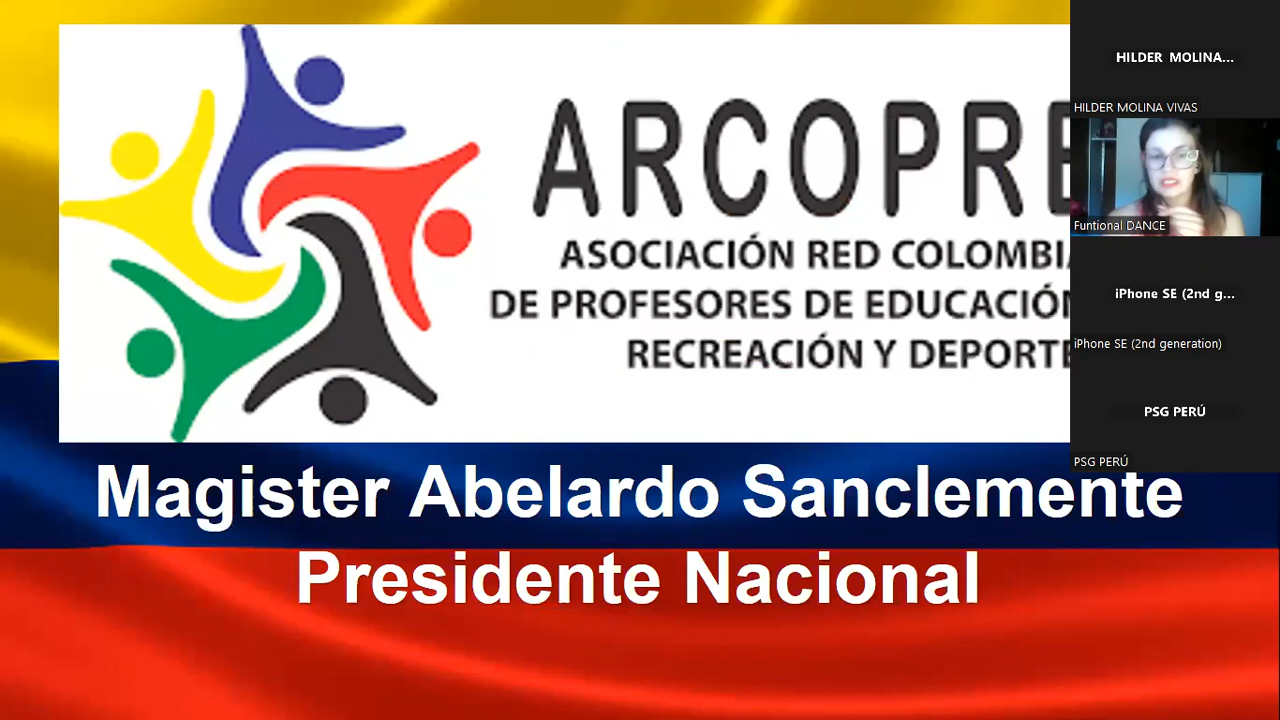 ARCOPRE
ASOCIACIÓN RED COLOMBI
DE PROFESORES DE EDUCACIÓN
RECREACIÓN Y DEPORTE
Magister Abelardo Sanclemente
Presidente Nacional
HILDER MOLINA...
HILDER MOLINA VIVAS
Funtional DANCE
iPhone SE (2nd g...
iPhone SE (2nd generation)
PSG PERÚ
PSG PERÚ